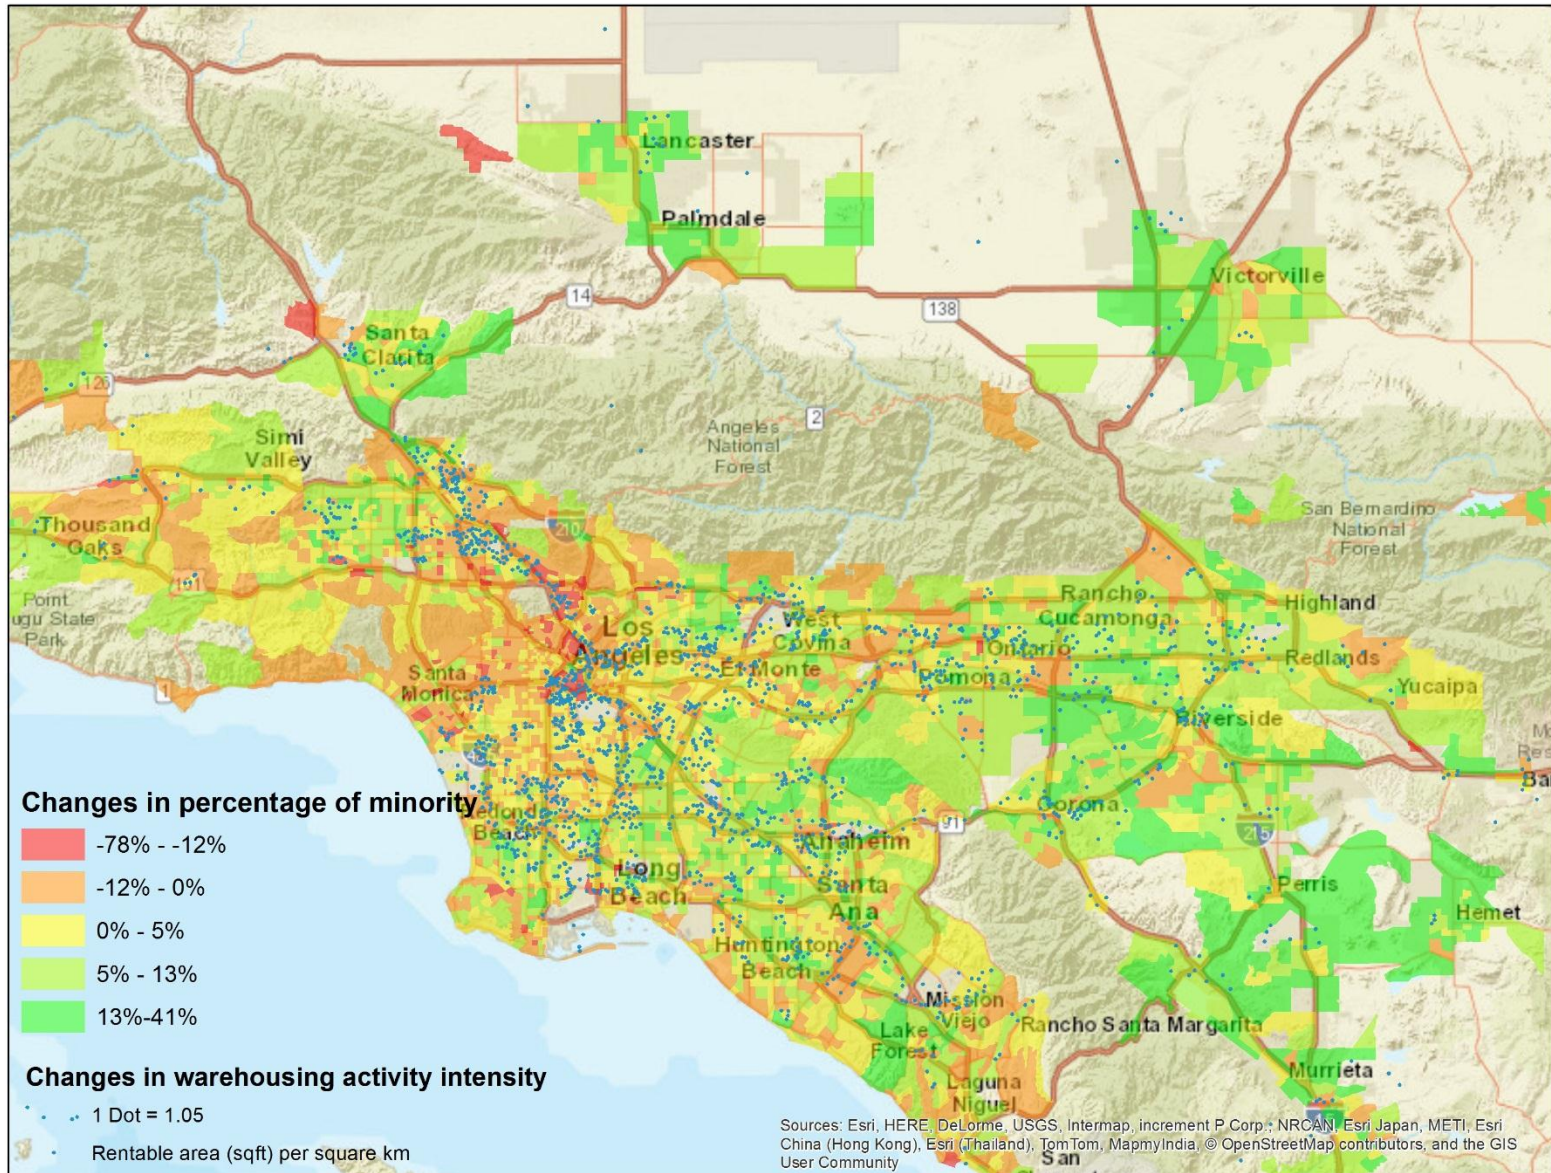 Lancaster
Palmdale
14
138
Victorville
Santa
Clarita
126
2
Angeles
National
Forest
Simi
Valley
San Bernardino
National
Forest
Thousand
Oaks
210
101
Point
ugu State
Park
Los
Angeles
West
Covina
Rancho
Cucamonga
Highland
El Monte
Ontario
Pomona
Redlands
Yucaipa
Santa
Monica
1
Riverside
Redondo
Beach
Corona
Anaheim
91
215
Ba
Long
Beach
Santa
Ana
Perris
Hemet
Huntington
Beach
Mission
Viejo
Rancho Santa Margarita
Lake
Forest
Murrieta
Laguna
Niguel
San
Changes in percentage of minority
-78% - -12%
-12% - 0%
0% - 5%
5% - 13%
13%-41%
Changes in warehousing activity intensity
1 Dot = 1.05
Rentable area (sqft) per square km
Sources: Esri, HERE, DeLorme, USGS, Intermap, increment P Corp., NRCAN, Esri Japan, METI, Esri
China (Hong Kong), Esri (Thailand), TomTom, MapmyIndia, © OpenStreetMap contributors, and the GIS
User Community